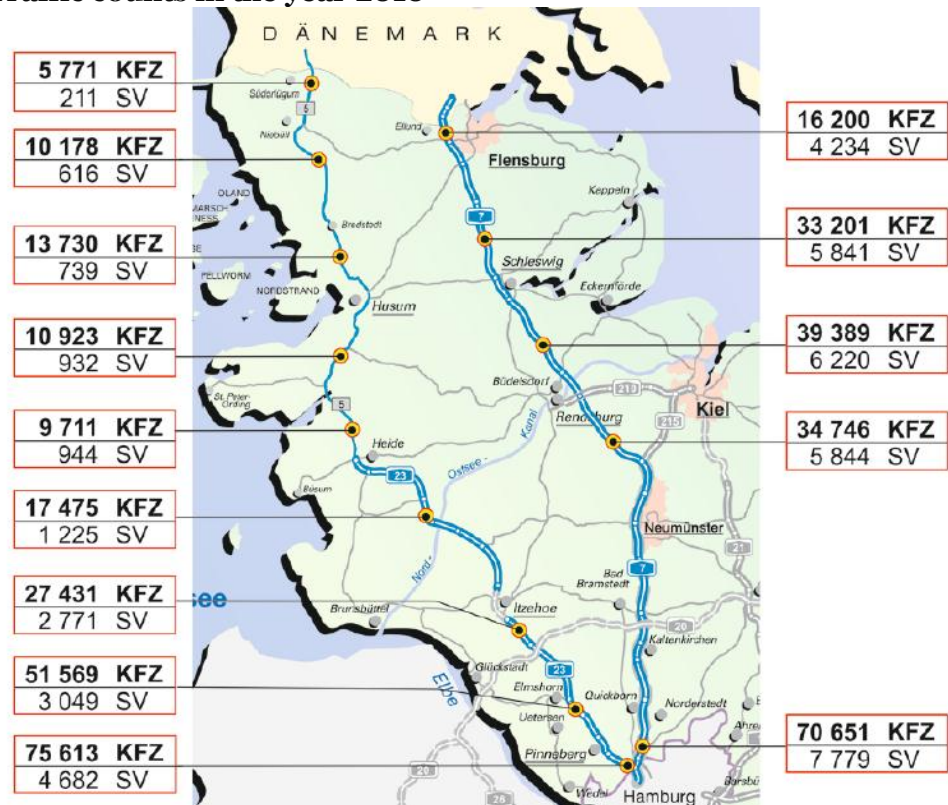 DÄNEMARK
5 771 KFZ
211 SV
10 178 KFZ
616 SV
13 730 KFZ
739 SV
10 923 KFZ
932 SV
9 711 KFZ
944 SV
17 475 KFZ
1 225 SV
27 431 KFZ
2 771 SV
51 569 KFZ
3 049 SV
75 613 KFZ
4 682 SV
Süderlügum
5
Niebüll
OLAND
Bredstedt
PELLWORM
NORDSTRAND
Husum
St. Peter-
Ording
5
Heide
Büsum
23
Ostsee -
Kanal
Nord -
Brunsbüttel
Itzehoe
Glückstadt
23
Elbe
Elmshorn
Uetersen
Pinneberg
Wedel
20
26
Ellund
Flensburg
7
Kappeln
Schleswig
Eckernförde
Büdelsdorf
210
Rendsburg
Kiel
215
Neumünster
21
7
Bad
Bramstedt
20
Kaltenkirchen
Quickborn
Norderstedt
Hamburg
16 200 KFZ
4 234 SV
33 201 KFZ
5 841 SV
39 389 KFZ
6 220 SV
34 746 KFZ
5 844 SV
70 651 KFZ
7 779 SV